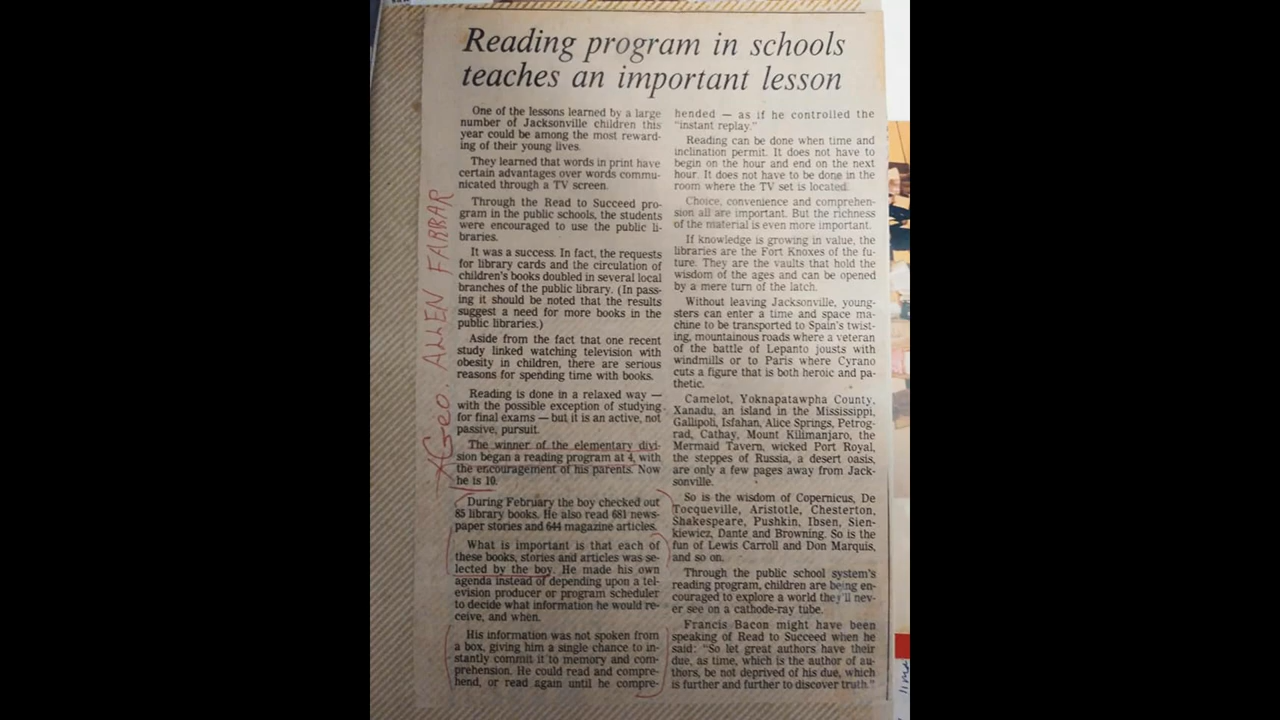 Reading program in schools
teaches an important lesson
One of the lessons learned by a large
number of Jacksonville children this
year could be among the most reward-
ing of their young lives.
They learned that words in print have
certain advantages over words commu-
nicated through a TV screen.
Through the Read to Succeed pro-
gram in the public schools, the students
were encouraged to use the public li-
braries.
It was a success. In fact, the requests
for library cards and the circulation of
children's books doubled in several local
branches of the public library. (In pass-
ing it should be noted that the results
suggest a need for more books in the
public libraries.)
Aside from the fact that one recent
study linked watching television with
obesity in children, there are serious
reasons for spending time with books.
Reading is done in a relaxed way —
with the possible exception of studying
for final exams — but it is an active, not
passive, pursuit.
The winner of the elementary divi-
sion began a reading program at 4, with
the encouragement of his parents. Now
he is 10.
During February the boy checked out
85 library books. He also read 681 news-
paper stories and 644 magazine articles.
What is important is that each of
these books, stories and articles was se-
lected by the boy. He made his own
agenda instead of depending upon a tel-
evision producer or program scheduler
to decide what information he would re-
ceive, and when.
His information was not spoken from
a box, giving him a single chance to in-
stantly commit it to memory and com-
prehension. He could read and compre-
hend, or read again until he compre-
hended — as if he controlled the
"instant replay."
Reading can be done when time and
inclination permit. It does not have to
begin on the hour and end on the next
hour. It does not have to be done in the
room where the TV set is located.
Choice, convenience and comprehen-
sion all are important. But the richness
of the material is even more important.
If knowledge is growing in value, the
libraries are the Fort Knoxes of the fu-
ture. They are the vaults that hold the
wisdom of the ages and can be opened
by a mere turn of the latch.
Without leaving Jacksonville, young-
sters can enter a time and space ma-
chine to be transported to Spain's twist-
ing, mountainous roads where a veteran
of the battle of Lepanto jousts with
windmills or to Paris where Cyrano
cuts a figure that is both heroic and pa-
thetic.
Camelot, Yoknapatawpha County,
Xanadu, an island in the Mississippi,
Gallipoli, Isfahan, Alice Springs, Petrog-
rad, Cathay, Mount Kilimanjaro, the
Mermaid Tavern, wicked Port Royal,
the steppes of Russia, a desert oasis,
are only a few pages away from Jack-
sonville.
So is the wisdom of Copernicus, De
Tocqueville, Aristotle, Chesterton,
Shakespeare, Pushkin, Ibsen, Sien-
kiewicz, Dante and Browning. So is the
fun of Lewis Carroll and Don Marquis,
and so on.
Through the public school system's
reading program, children are being en-
couraged to explore a world they'll nev-
er see on a cathode-ray tube.
Francis Bacon might have been
speaking of Read to Succeed when he
said: "So let great authors have their
due, as time, which is the author of au-
thors, be not deprived of his due, which
is further and further to discover truth."
Geo. ALLEN FARRAR